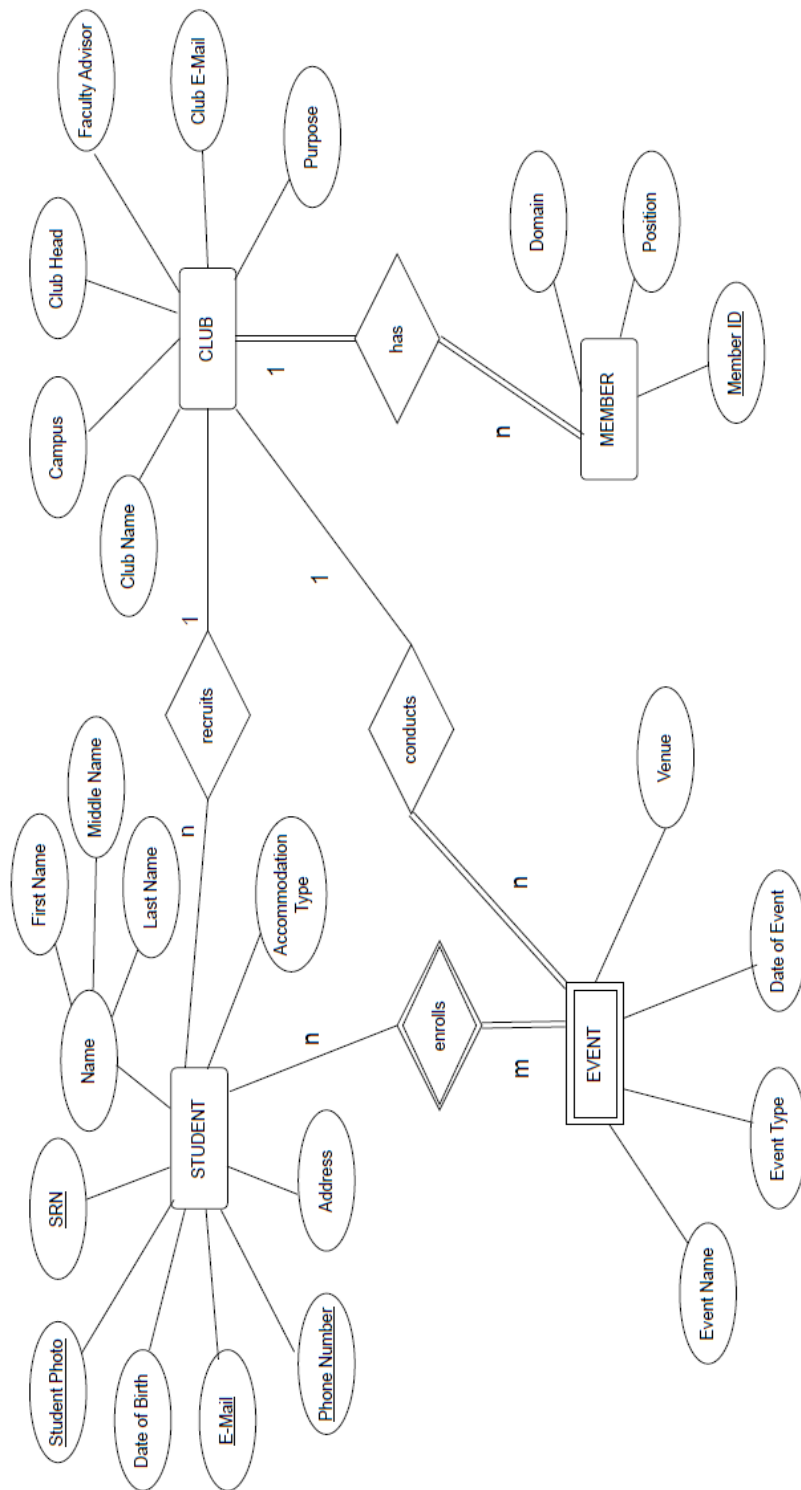 Student Photo
SRN
Name
First Name
Middle Name
Last Name
Date of Birth
E-Mail
Phone Number
Address
STUDENT
Accommodation
Type
n
recruits
1
Club Name
Campus
Club Head
Faculty Advisor
Club E-Mail
Purpose
CLUB
1
has
n
MEMBER
Domain
Position
Member ID
1
conducts
n
n
enrolls
m
EVENT
Event Name
Event Type
Date of Event
Venue